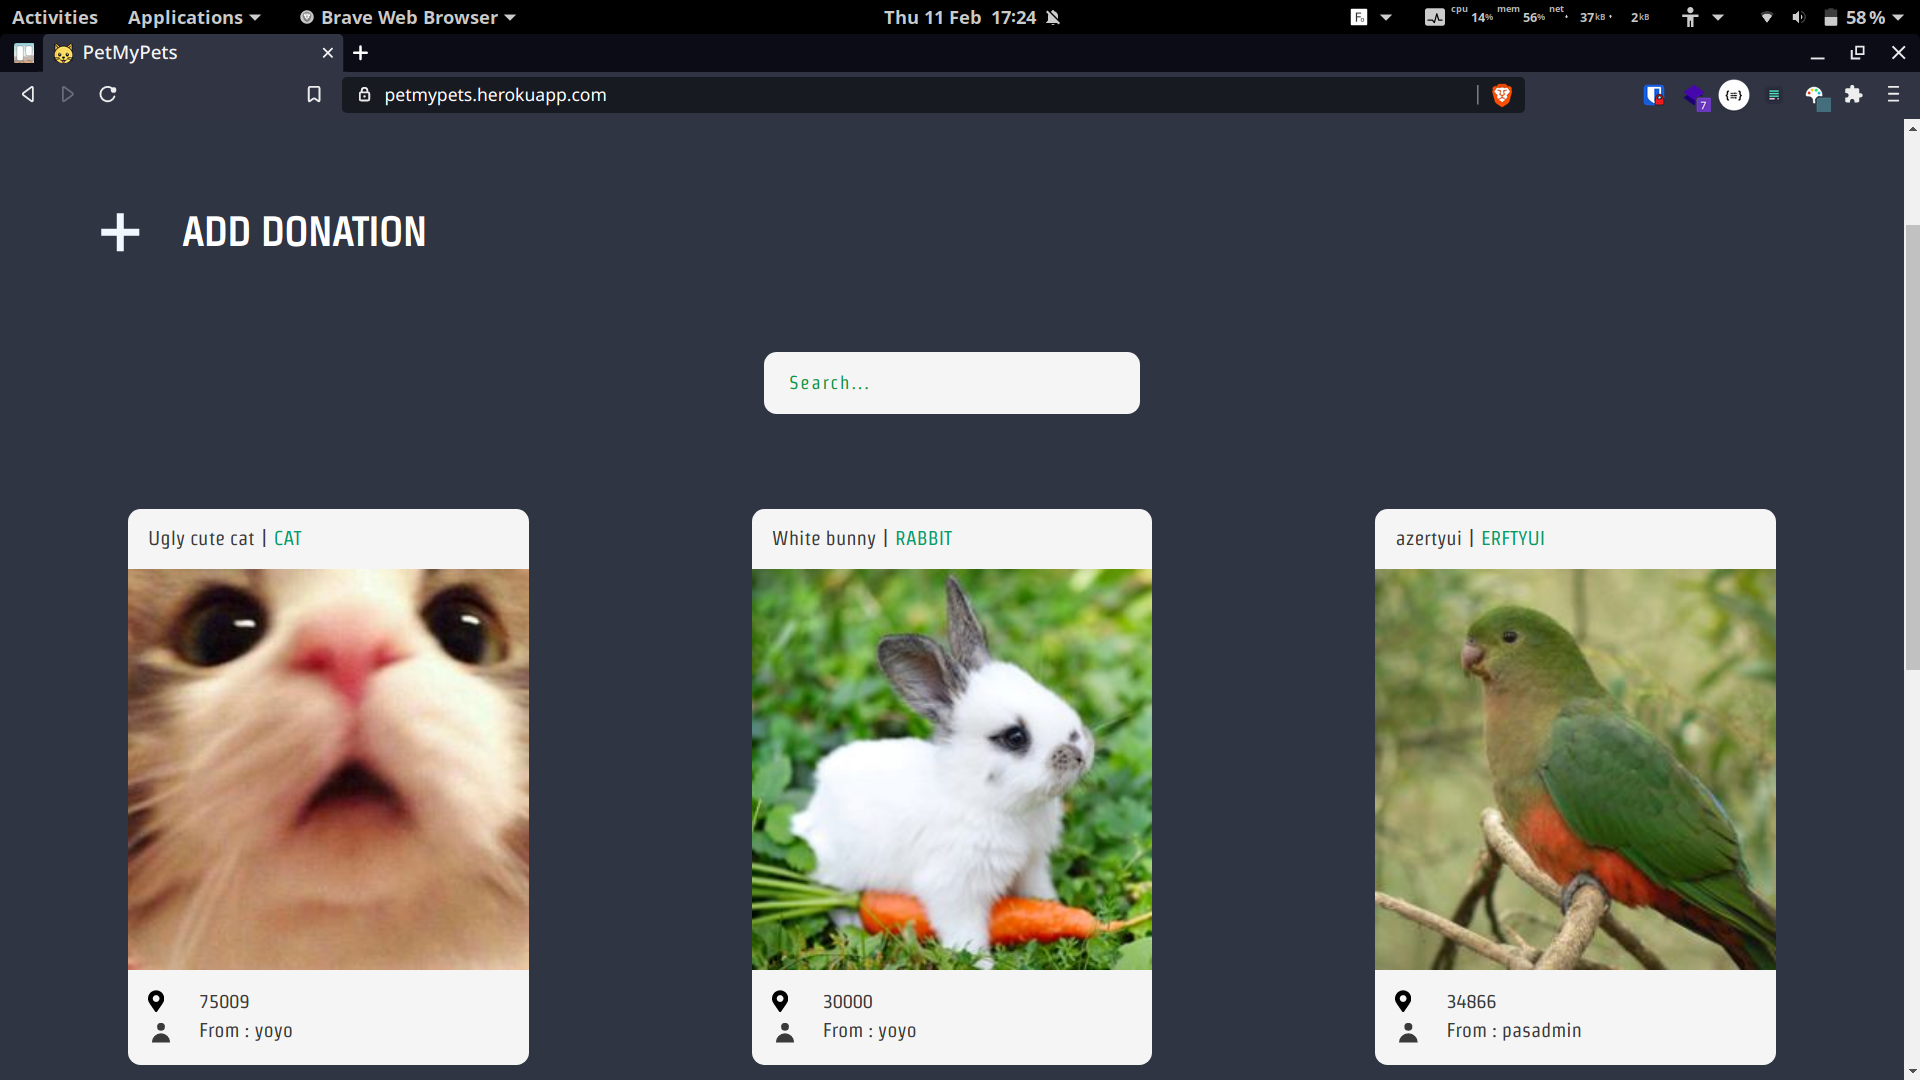 Activities Applications Brave Web Browser Thu 11 Feb 17:24 cpu 14% mem 56% net 37kB 2kB 58 %
PetMyPets
petmypets.herokuapp.com
7
ADD DONATION
Search...
Ugly cute cat | CAT
White bunny | RABBIT
azertyui | ERFTYUI
75009
From : yoyo
30000
From : yoyo
34866
From : pasadmin